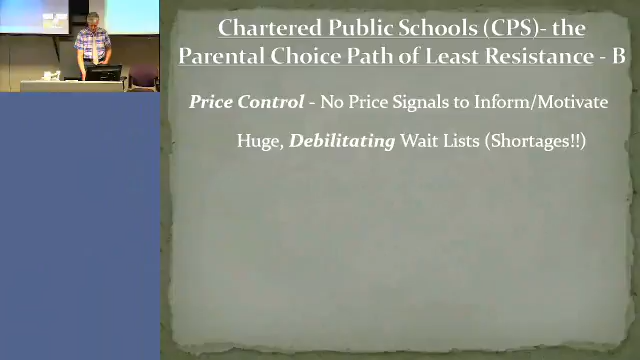 Chartered Public Schools (CPS)- the
Parental Choice Path of Least Resistance - B
Price Control - No Price Signals to Inform/Motivate
Huge, Debilitating Wait Lists (Shortages!!)